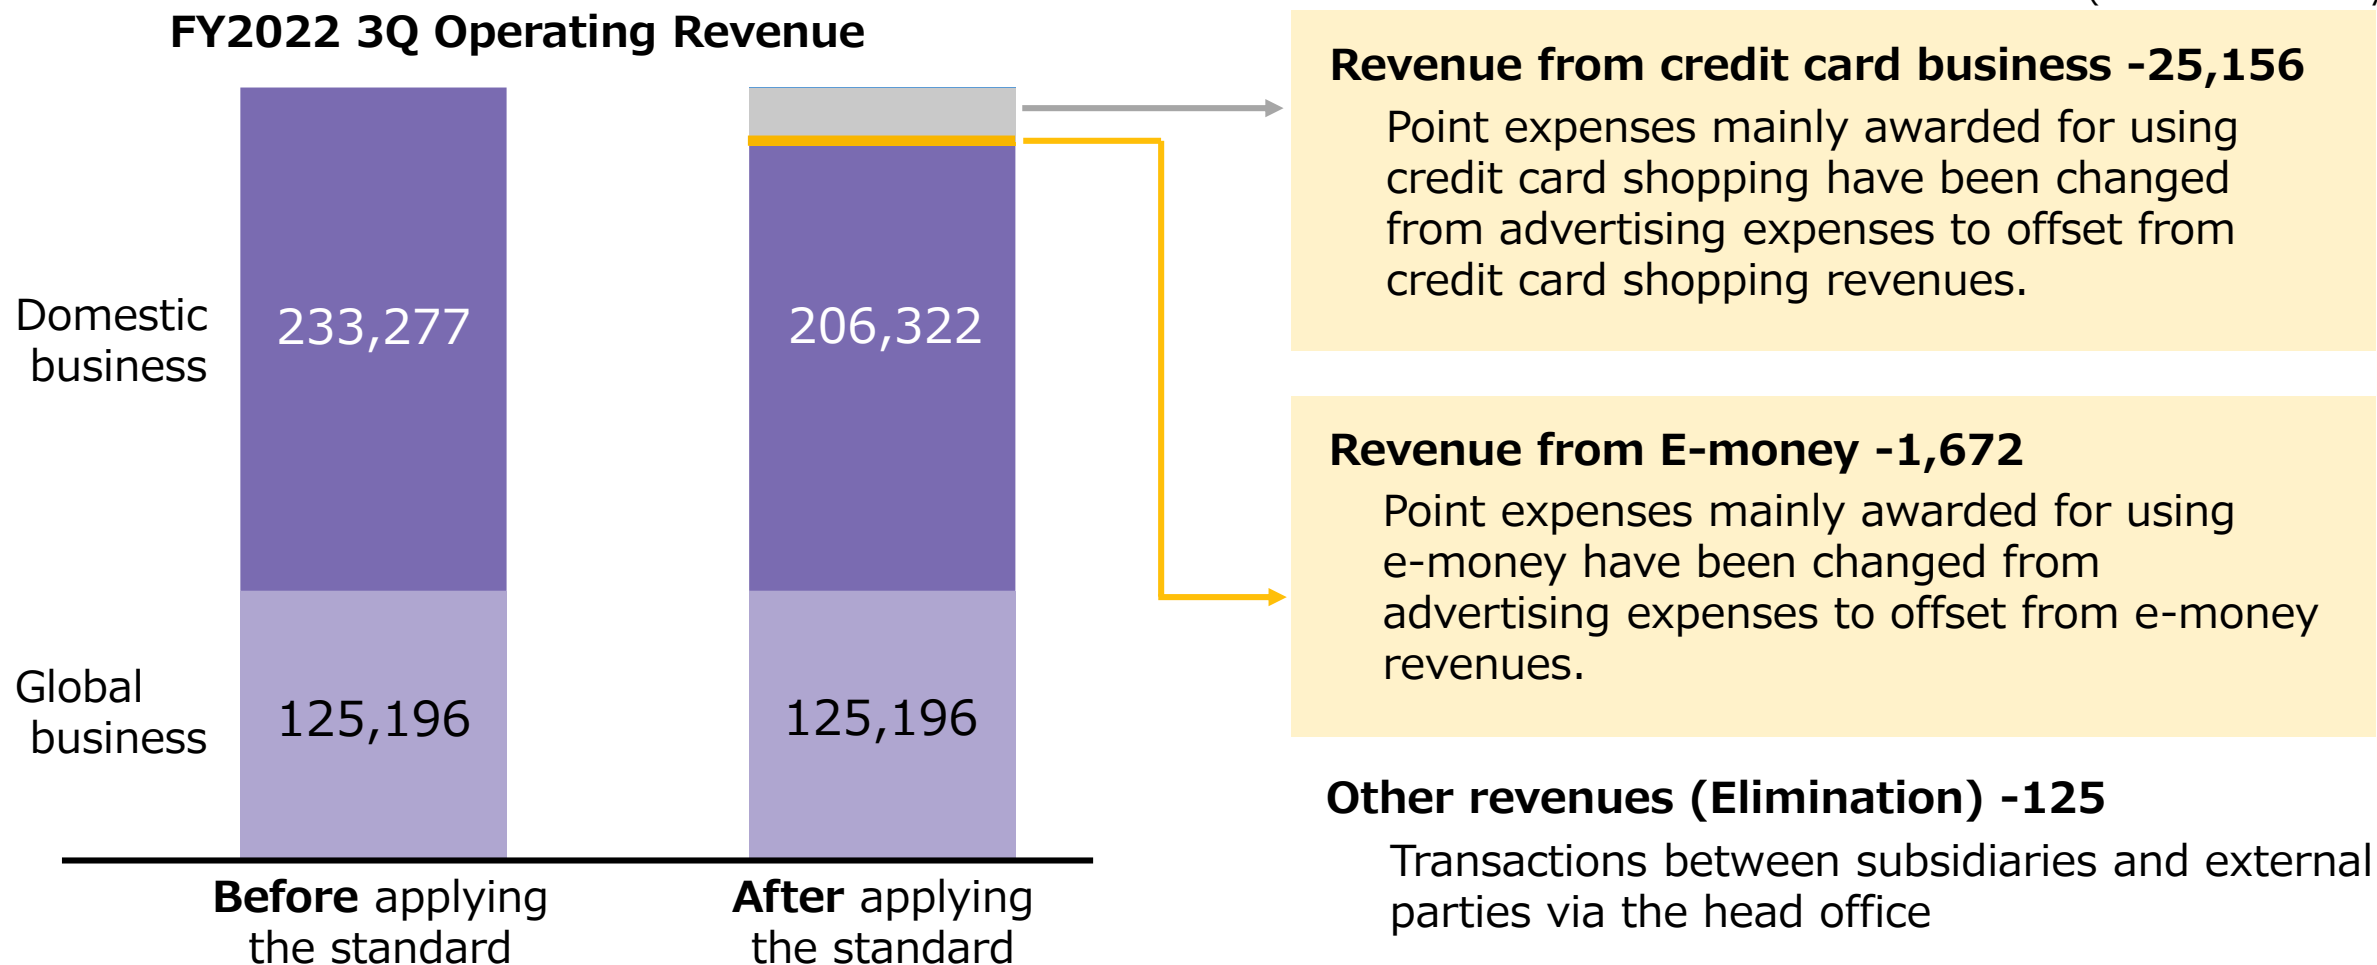 FY2022 3Q Operating Revenue
Domestic
business
233,277
206,322
Global
business
125,196
125,196
Before applying
the standard
After applying
the standard
Revenue from credit card business -25,156
Point expenses mainly awarded for using
credit card shopping have been changed
from advertising expenses to offset from
credit card shopping revenues.
Revenue from E-money -1,672
Point expenses mainly awarded for using
e-money have been changed from
advertising expenses to offset from e-money
revenues.
Other revenues (Elimination) -125
Transactions between subsidiaries and external
parties via the head office